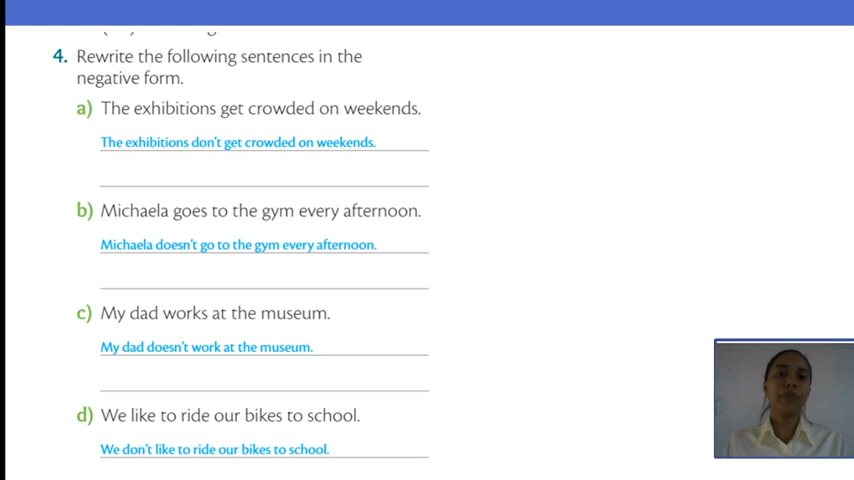 4. Rewrite the following sentences in the
negative form.
a) The exhibitions get crowded on weekends.
The exhibitions don't get crowded on weekends.
b) Michaela goes to the gym every afternoon.
Michaela doesn't go to the gym every afternoon.
c) My dad works at the museum.
My dad doesn't work at the museum.
d) We like to ride our bikes to school.
We don't like to ride our bikes to school.